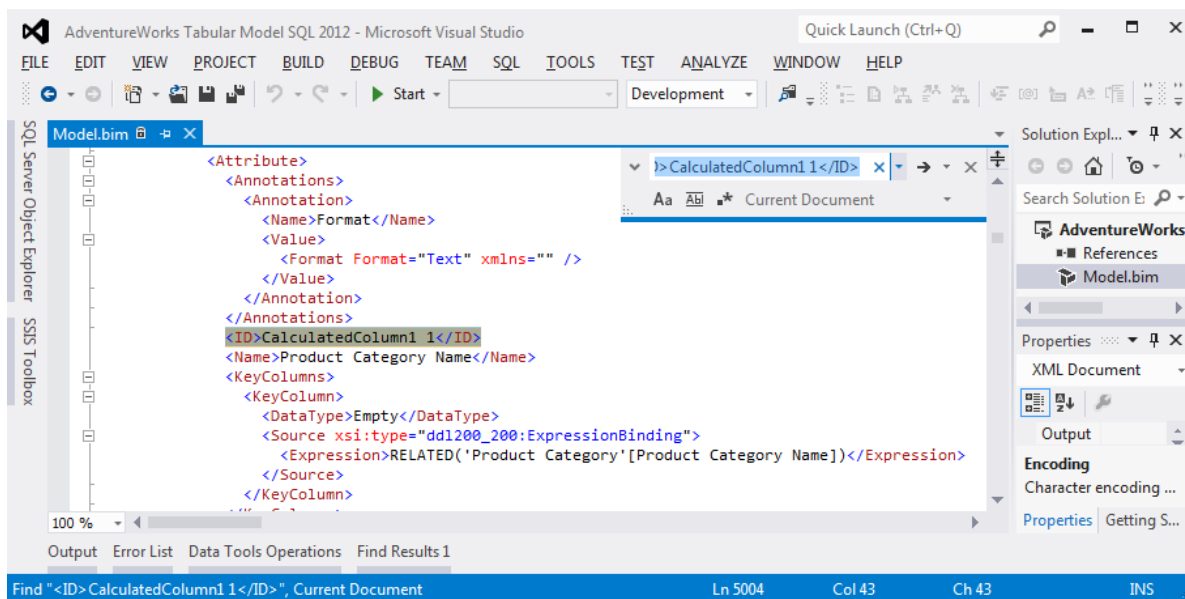 AdventureWorks Tabular Model SQL 2012 - Microsoft Visual Studio
Quick Launch (Ctrl+Q)
FILE EDIT VIEW PROJECT BUILD DEBUG TEAM SQL TOOLS TEST ANALYZE WINDOW HELP
Start
Development
SQL Server Object Explorer
SSIS Toolbox
Model.bim
<Attribute>
<Annotations>
<Annotation>
<Name>Format</Name>
<Value>
<Format Format="Text" xmlns="" />
</Value>
</Annotation>
</Annotations>
<ID>CalculatedColumn1 1</ID>
<Name>Product Category Name</Name>
<KeyColumns>
<KeyColumn>
<DataType>Empty</DataType>
<Source xsi:type="ddl200_200:ExpressionBinding">
<Expression>RELATED('Product Category'[Product Category Name])</Expression>
</Source>
</KeyColumn>
>CalculatedColumn1 1</ID>
Aa Abl .* Current Document
100 %
Solution Expl...
Search Solution E
AdventureWorks
References
Model.bim
Properties
XML Document
Output
Encoding
Character encoding ...
Properties Getting S...
Output Error List Data Tools Operations Find Results 1
Find "<ID>CalculatedColumn1 1</ID>", Current Document Ln 5004 Col 43 Ch 43 INS